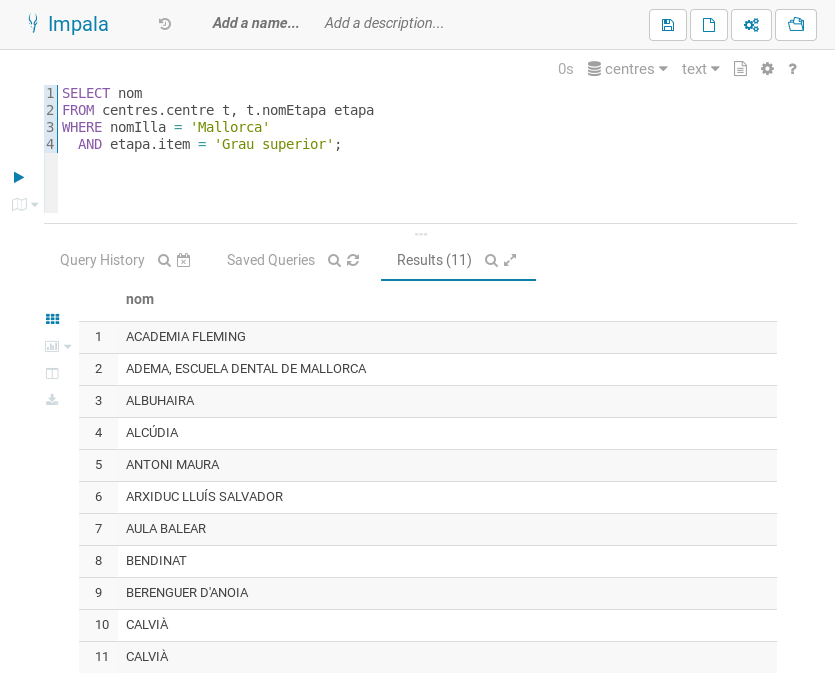 Impala Add a name... Add a description...
0s centres text ?
1 SELECT nom
2 FROM centres.centre t, t.nomEtapa etapa
3 WHERE nomIlla = 'Mallorca'
4 AND etapa.item = 'Grau superior';
Query History Saved Queries Results (11)
nom
1 ACADEMIA FLEMING
2 ADEMA, ESCUELA DENTAL DE MALLORCA
3 ALBUHAIRA
4 ALCÚDIA
5 ANTONI MAURA
6 ARXIDUC LLUÍS SALVADOR
7 AULA BALEAR
8 BENDINAT
9 BERENGUER D'ANOIA
10 CALVIÀ
11 CALVIÀ